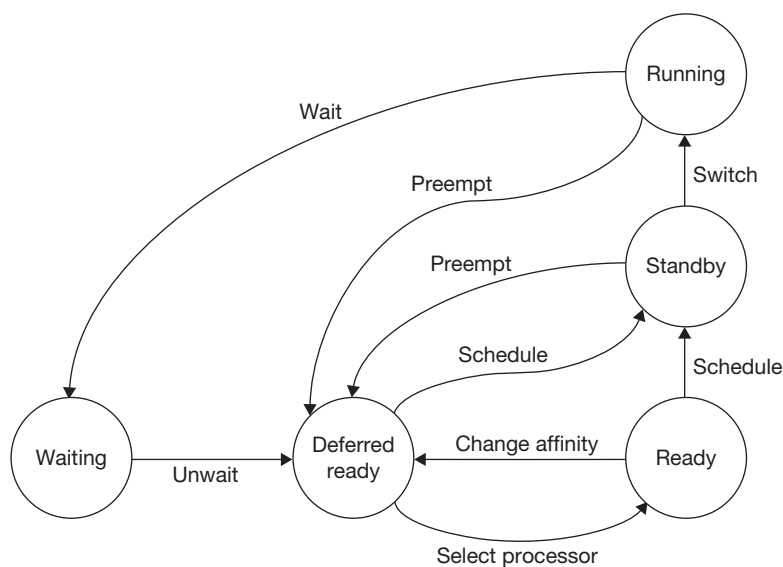 Running
Wait
Switch
Preempt
Preempt
Standby
Schedule
Schedule
Waiting
Unwait
Deferred
ready
Change affinity
Ready
Select processor